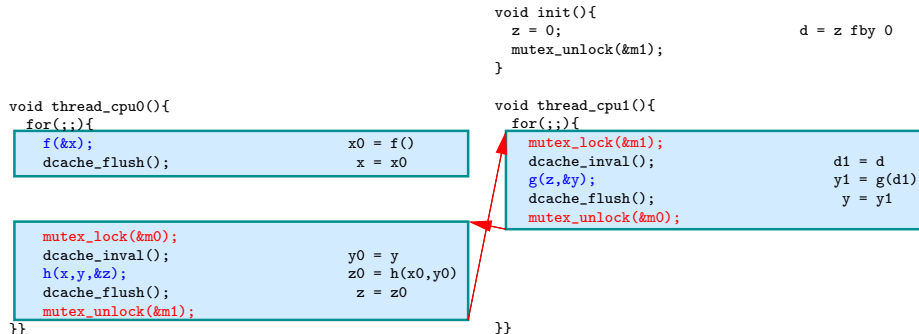 void init(){
z = 0; d = z fby 0
mutex_unlock(&m1);
}
void thread_cpu0(){
for(;;){
f(&x); x0 = f()
dcache_flush(); x = x0
mutex_lock(&m0);
dcache_inval(); y0 = y
h(x,y,&z); z0 = h(x0,y0)
dcache_flush(); z = z0
mutex_unlock(&m1);
}}
void thread_cpu1(){
for(;;){
mutex_lock(&m1);
dcache_inval(); d1 = d
g(z,&y); y1 = g(d1)
dcache_flush(); y = y1
mutex_unlock(&m0);
}}